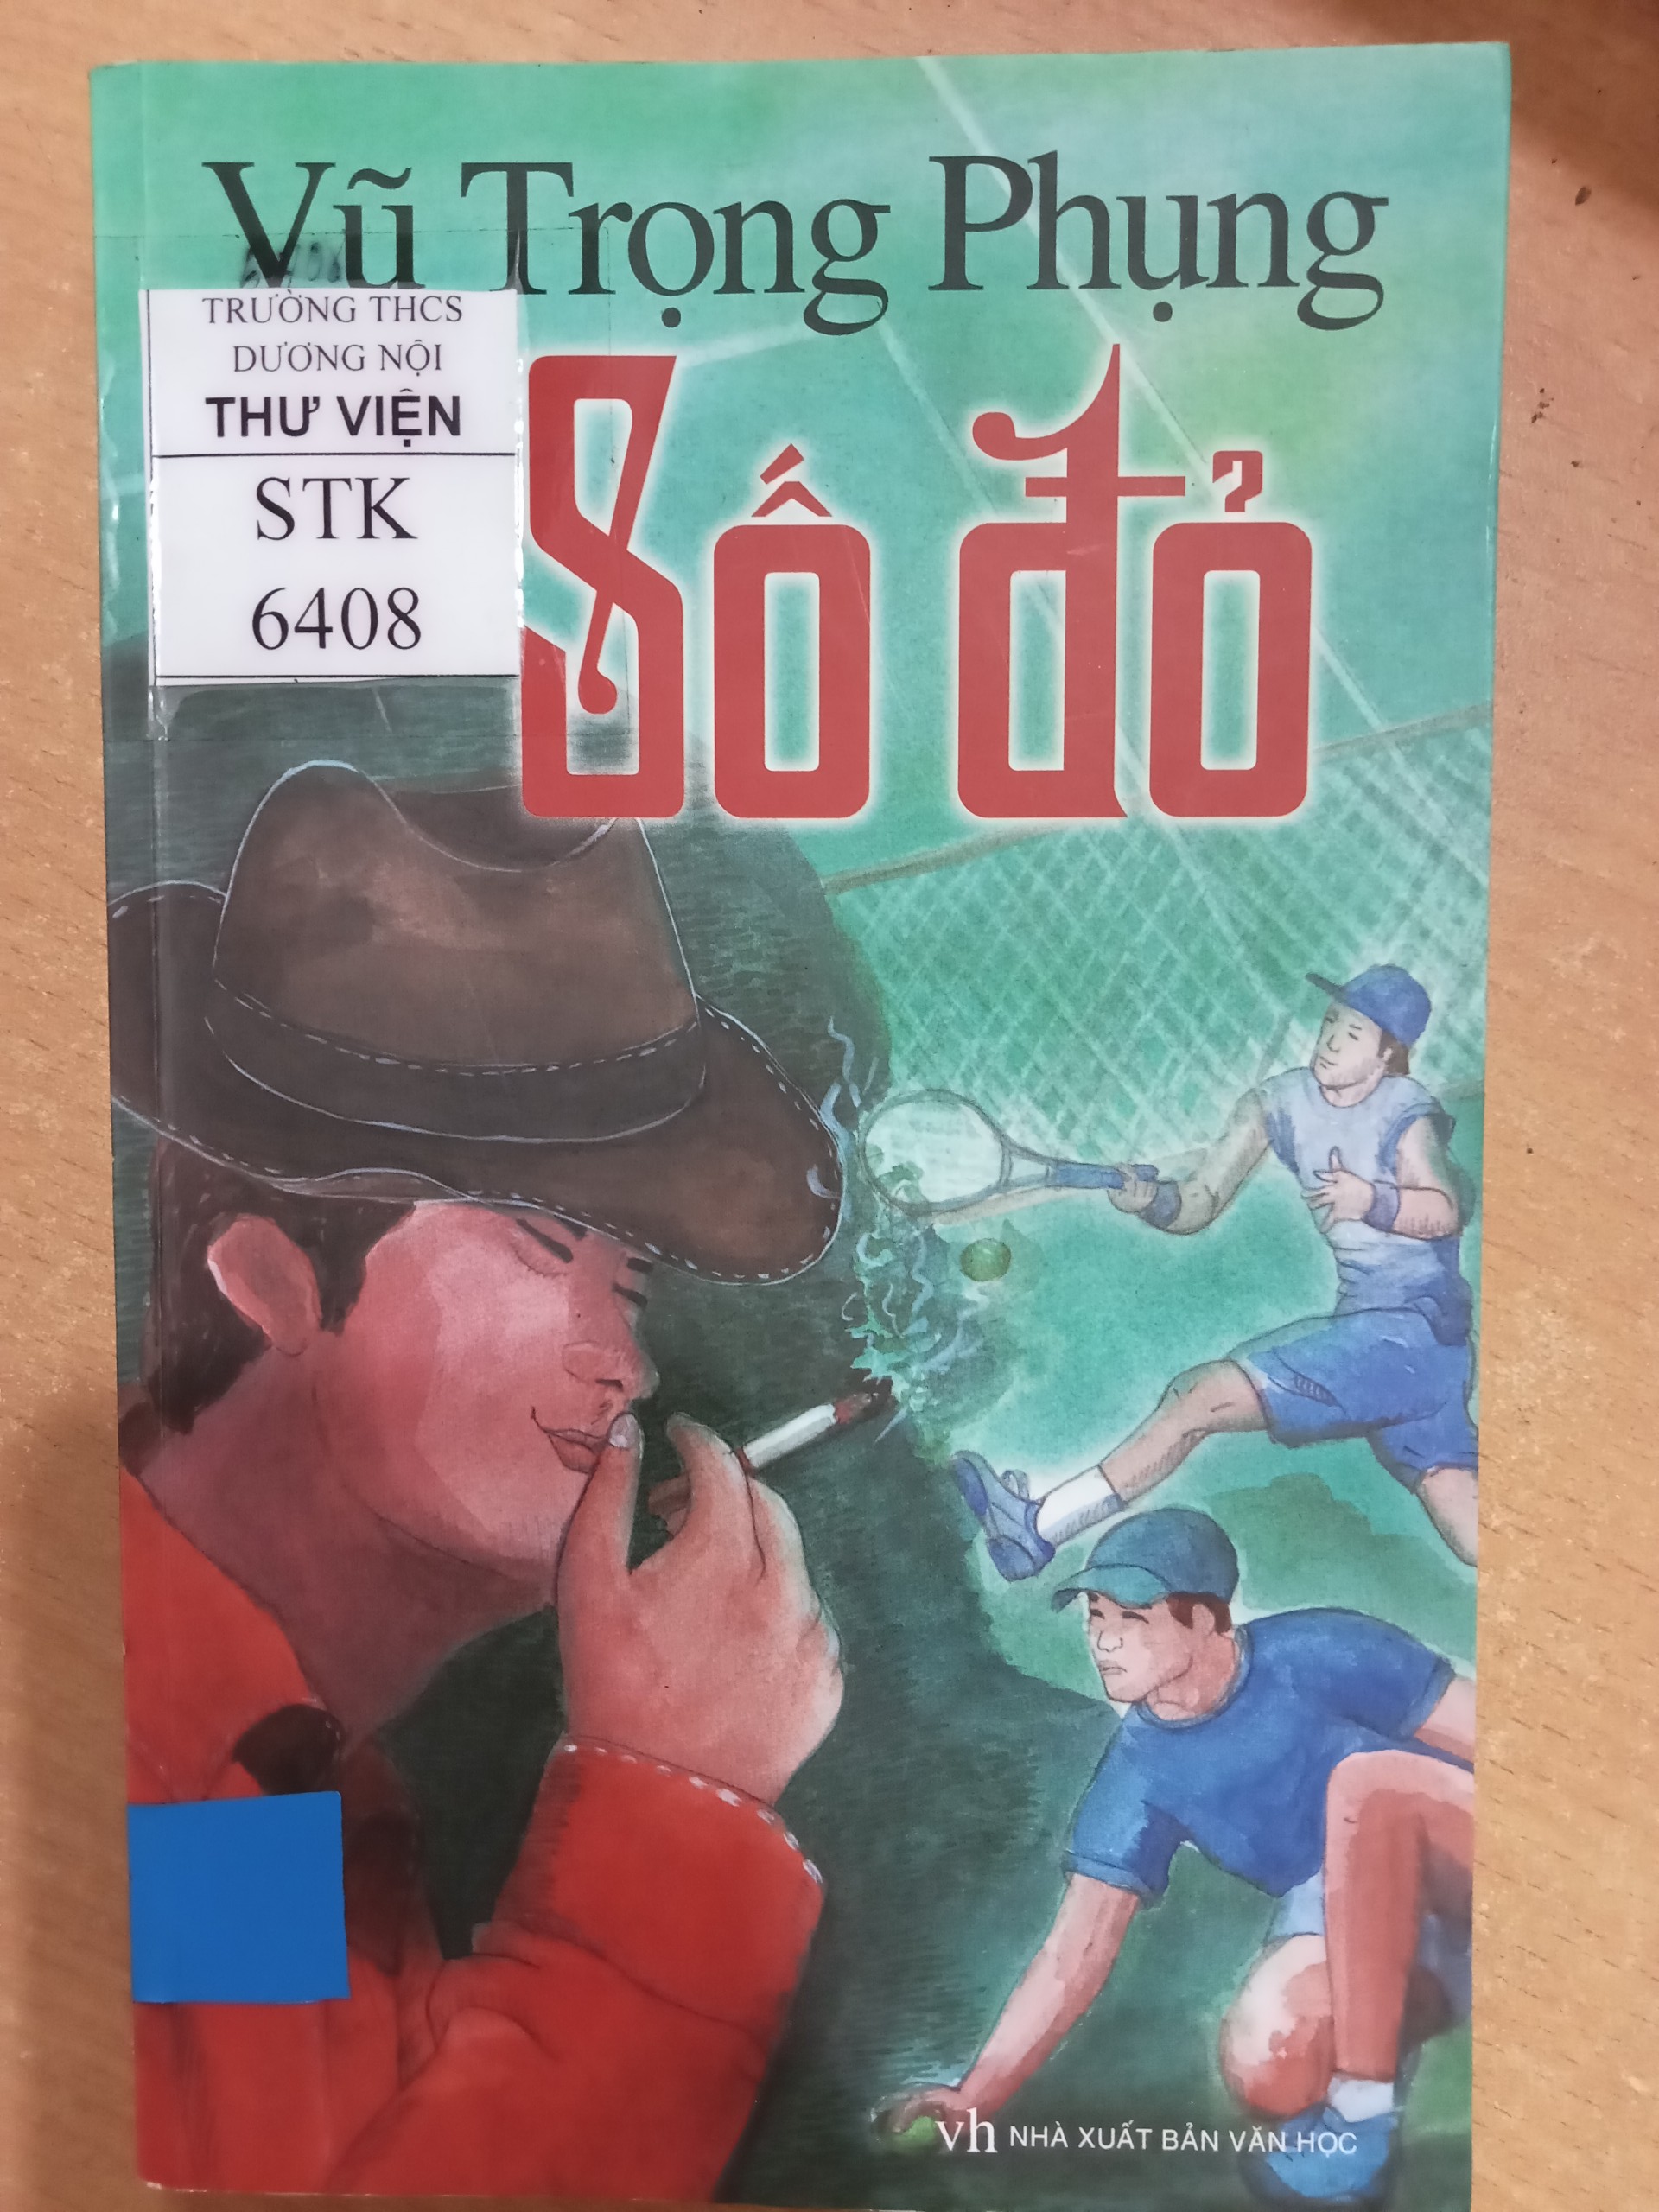 Vũ Trọng Phụng
TRƯỜNG THCS
DƯƠNG NỘI
THƯ VIỆN
STK
6408
Số đỏ
vh NHÀ XUẤT BẢN VĂN HỌC